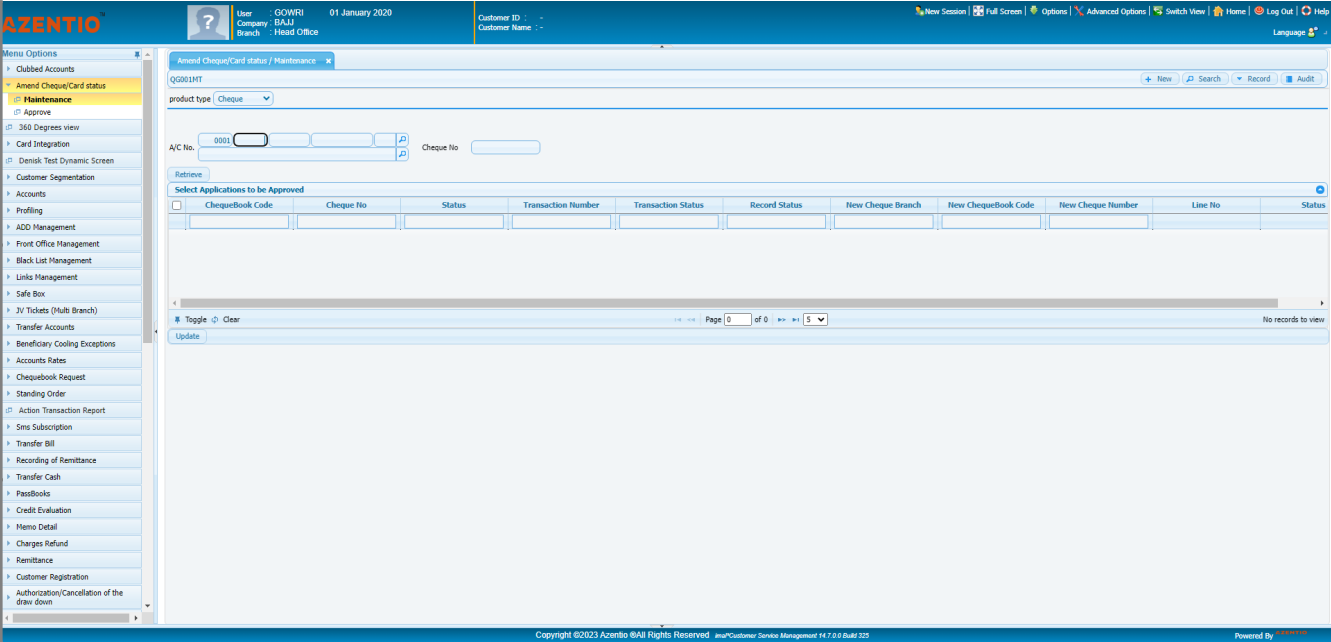 AZENTIO
?
User : GOWRI 01 January 2020
Company : BAJJ
Branch : Head Office
Customer ID : -
Customer Name : -
New Session | Full Screen | Options | Advanced Options | Switch View | Home | Log Out | Help
Language
Menu Options
Clubbed Accounts
Amend Cheque/Card status
Maintenance
Approve
360 Degrees view
Card Integration
Denisk Test Dynamic Screen
Customer Segmentation
Accounts
Profiling
ADD Management
Front Office Management
Black List Management
Links Management
Safe Box
JV Tickets (Multi Branch)
Transfer Accounts
Beneficiary Cooling Exceptions
Accounts Rates
Chequebook Request
Standing Order
Action Transaction Report
Sms Subscription
Transfer Bill
Recording of Remittance
Transfer Cash
PassBooks
Credit Evaluation
Memo Detail
Charges Refund
Remittance
Customer Registration
Authorization/Cancellation of the
draw down
Amend Cheque/Card status / Maintenance x
QG001MT
+ New Search Record Audit
product type Cheque
A/C No. 0001 Cheque No
Retrieve
Select Applications to be Approved
ChequeBook Code Cheque No Status Transaction Number Transaction Status Record Status New Cheque Branch New ChequeBook Code New Cheque Number Line No Status
Toggle Clear Page 0 of 0 5 No records to view
Update
Copyright ©2023 Azentio ®All Rights Reserved imal®Customer Service Management 14.7.0.0 Build 325
Powered By AZENTIO